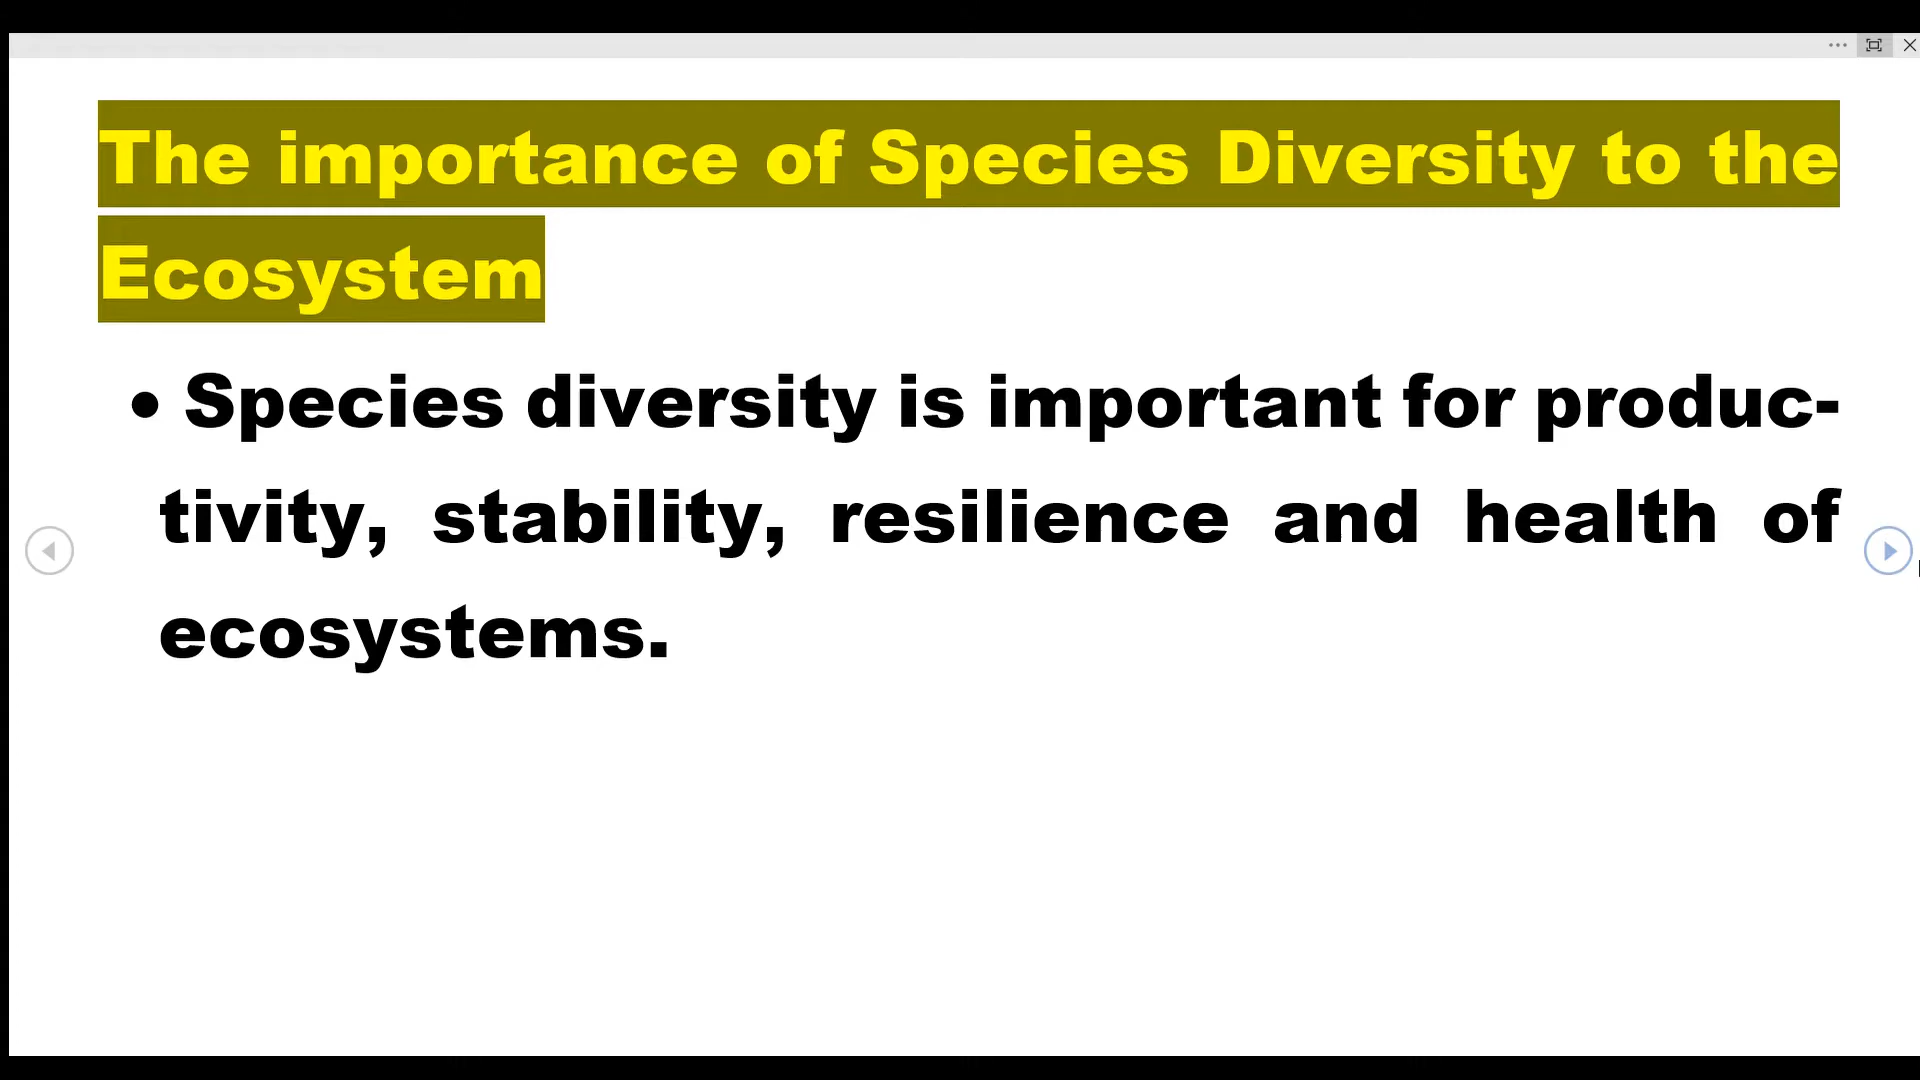 The importance of Species Diversity to the
Ecosystem
• Species diversity is important for produc-
tivity, stability, resilience and health of
ecosystems.